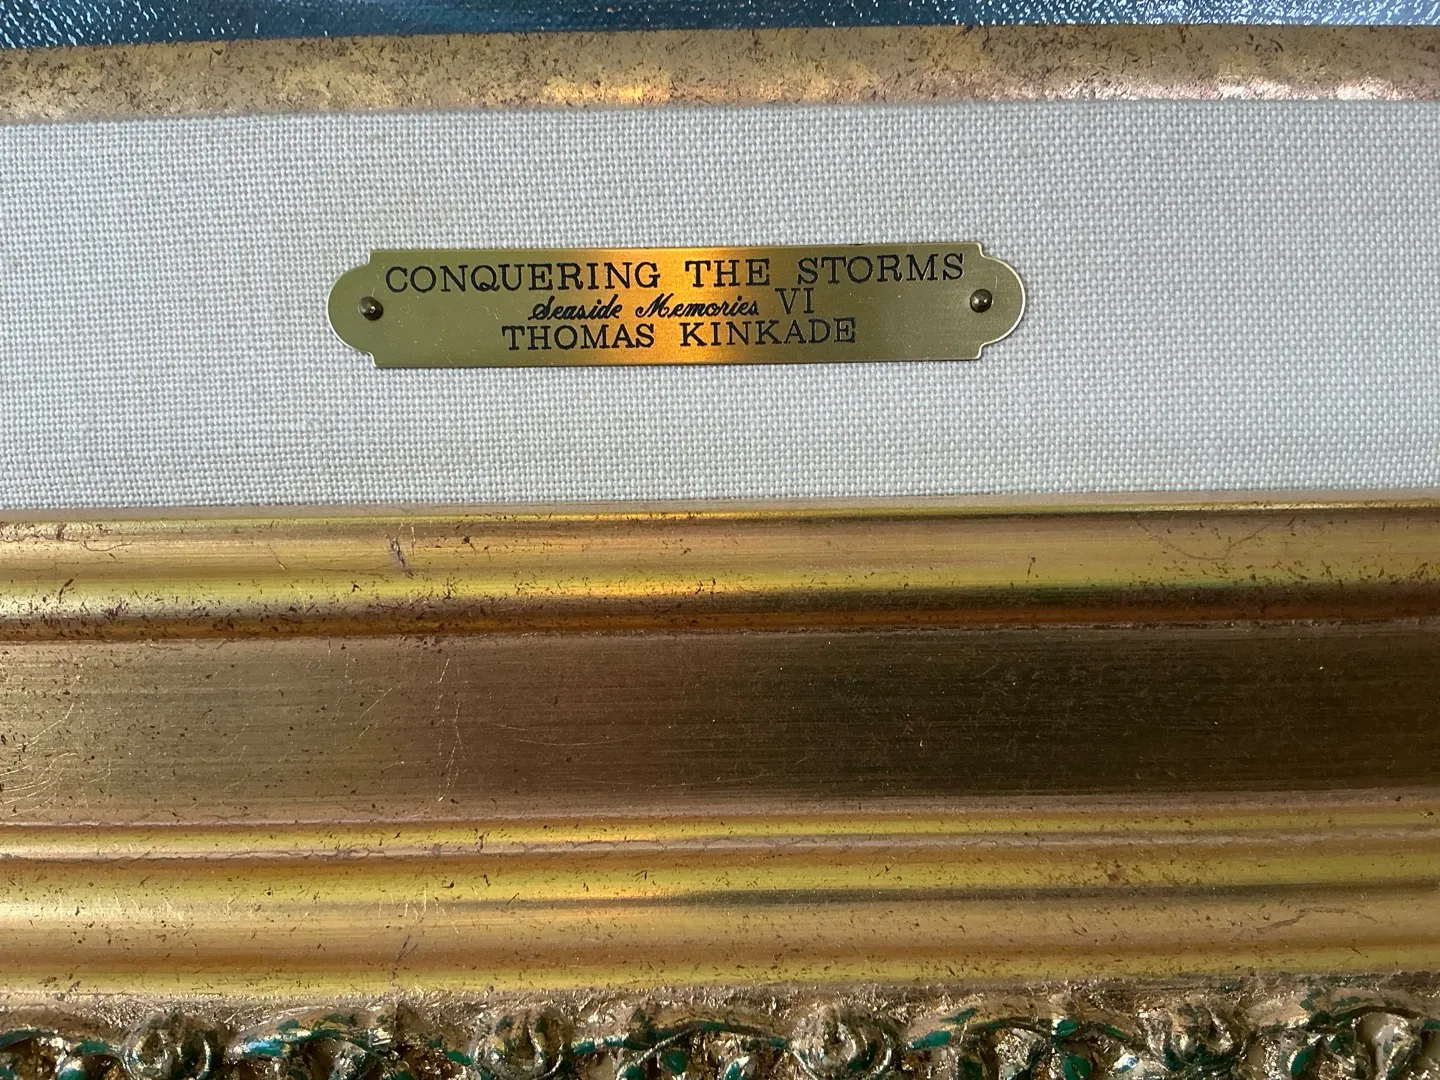 CONQUERING THE STORMS
Seaside Memories VI
THOMAS KINKADE